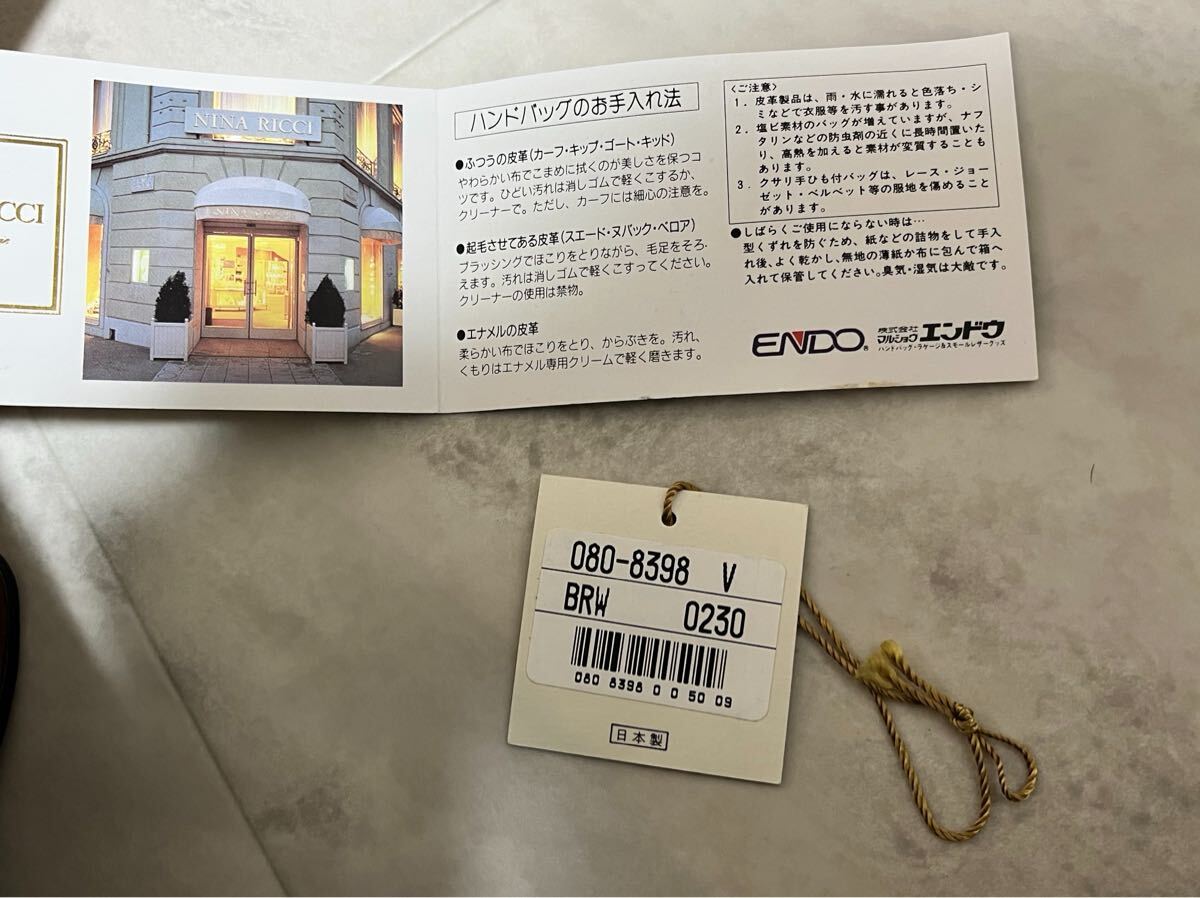 CCI
NINA RICCI
NINA RICCI
ハンドバッグのお手入れ法
●ふつうの皮革(カーフ・キップ・ゴート・キッド)
やわらかい布でこまめに拭くのが美しさを保つコ
ツです。ひどい汚れは消しゴムで軽くこするか、
クリーナーで。ただし、カーフには細心の注意を。
●起毛させてある皮革(スエード・ヌバック・ベロア)
ブラッシングでほこりをとりながら、毛足をそろ
えます。汚れは消しゴムで軽くこすってください。
クリーナーの使用は禁物。
●エナメルの皮革
柔らかい布でほこりをとり、からぶきを。汚れ、
くもりはエナメル専用クリームで軽く磨きます。
〈ご注意〉
1. 皮革製品は、雨・水に濡れると色落ち・シ
ミなどで衣服等を汚す事があります。
2. 塩ビ素材のバッグが増えていますが、ナフ
タリンなどの防虫剤の近くに長時間置いた
り、高熱を加えると素材が変質することも
あります。
3. クサリ手ひも付バッグは、レース・ジョー
ゼット・ベルベット等の服地を傷めること
があります。
●しばらくご使用にならない時は…
型くずれを防ぐため、紙などの詰物をして手入
れ後、よく乾かし、無地の薄紙か布に包んで箱へ
入れて保管してください。臭気・湿気は大敵です。
ENDO® 株式会社 マルショウ エンドウ
ハンドバッグ・ラゲージ&スモールレザーグッズ
080-8398 V
BRW 0230
080 8398 0 0 50 09
日本製